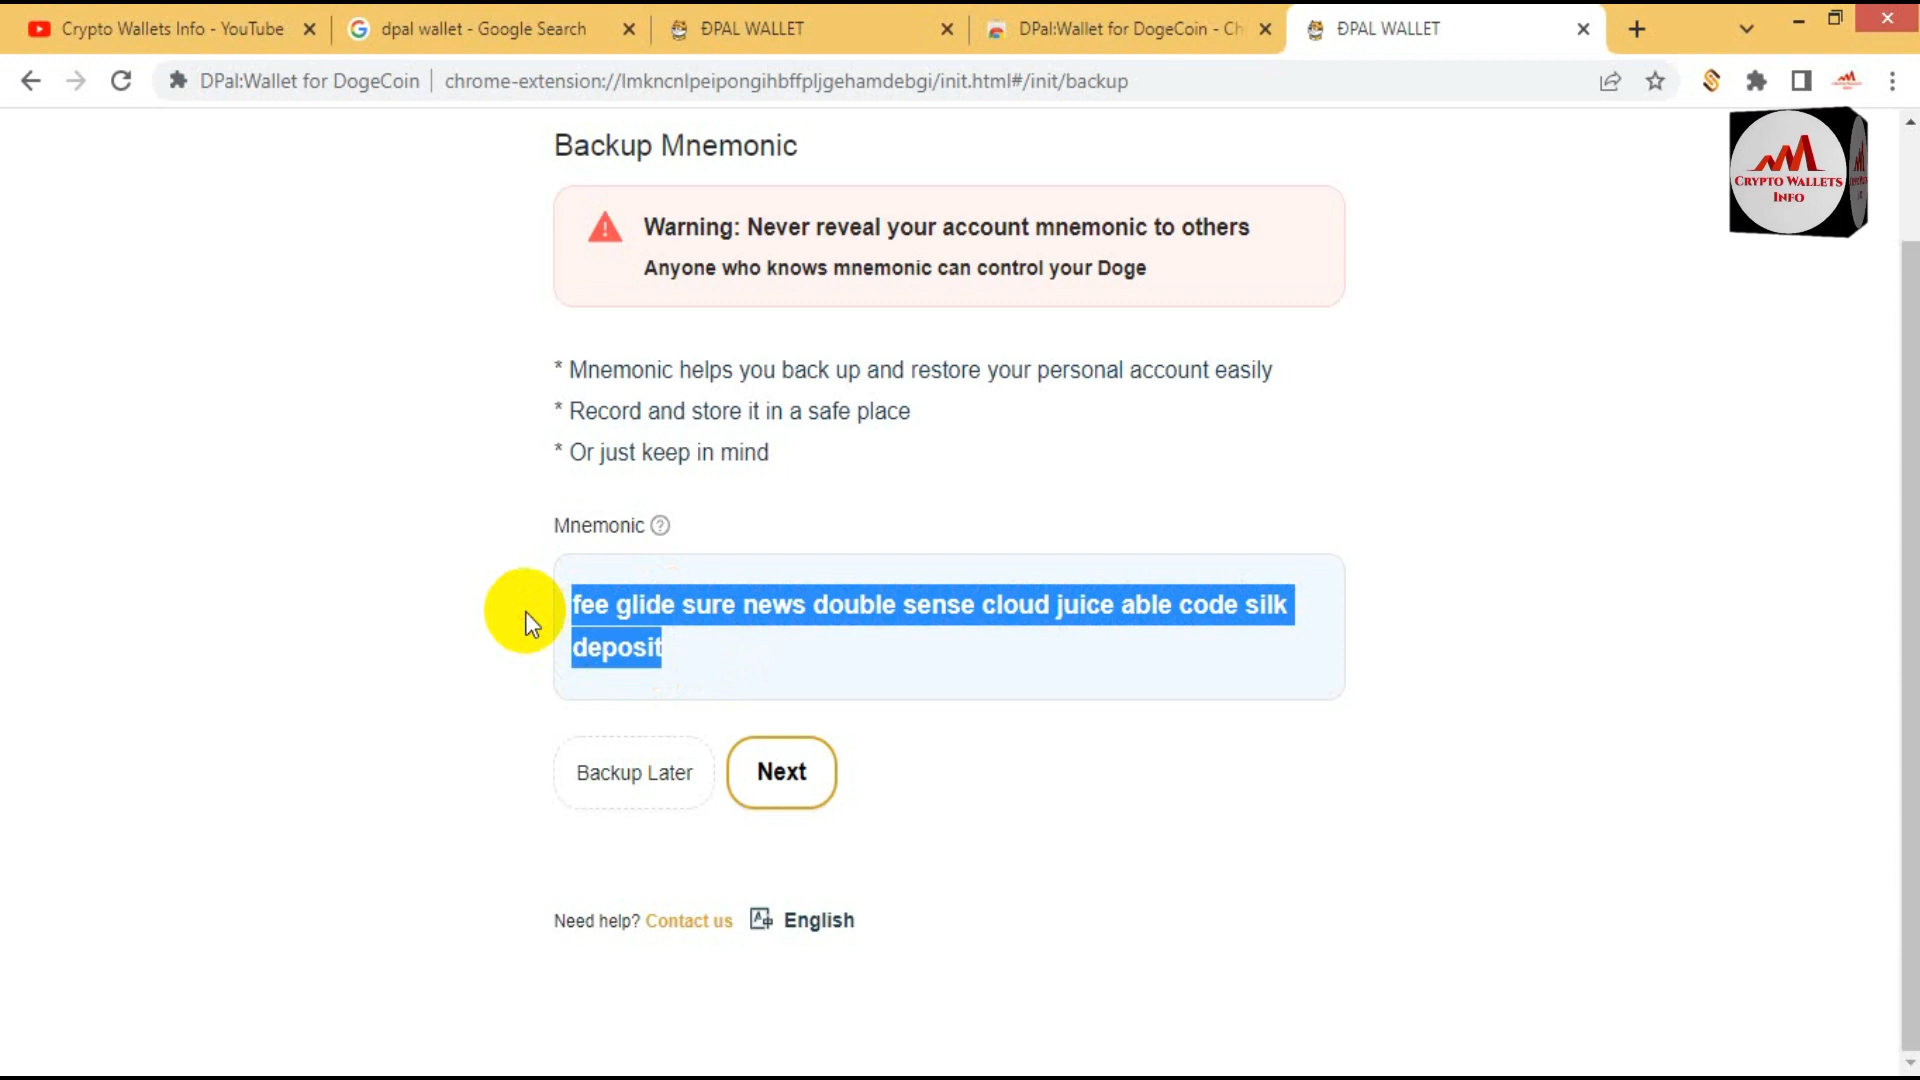 Crypto Wallets Info - YouTube
dpal wallet - Google Search
ĐPAL WALLET
DPal:Wallet for DogeCoin - Ch
ĐPAL WALLET
DPal:Wallet for DogeCoin
chrome-extension://lmkncnlpeipongihbffpljgehamdebgi/init.html#/init/backup
CRYPTO WALLETS
INFO
Backup Mnemonic
Warning: Never reveal your account mnemonic to others
Anyone who knows mnemonic can control your Doge
* Mnemonic helps you back up and restore your personal account easily
* Record and store it in a safe place
* Or just keep in mind
Mnemonic
fee glide sure news double sense cloud juice able code silk
deposit
Backup Later
Next
Need help? Contact us English